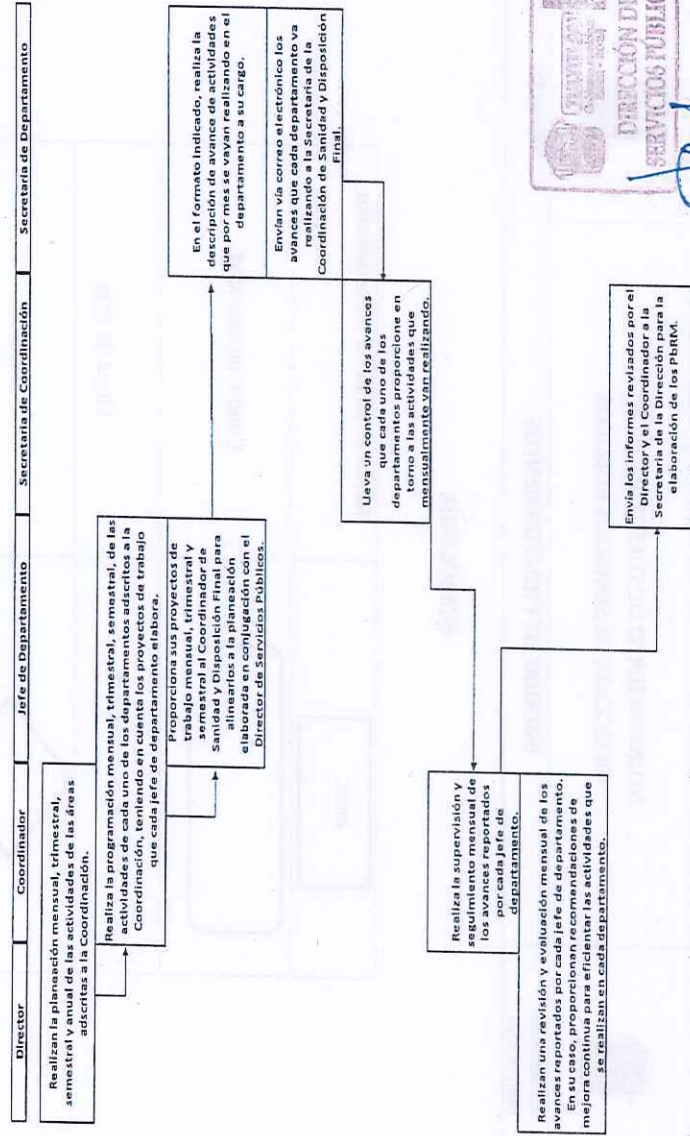 Director
Coordinador
Jefe de Departamento
Secretaria de Coordinación
Secretaria de Departamento
Realizan la planeación mensual, trimestral,
semestral y anual de las actividades de las áreas
adscritas a la Coordinación.
Realiza la programación mensual, trimestral, semestral, de las
actividades de cada uno de los departamentos adscritos a la
Coordinación, teniendo en cuenta los proyectos de trabajo
que cada jefe de departamento elabora.
Proporciona sus proyectos de
trabajo mensual, trimestral y
semestral al Coordinador de
Sanidad y Disposición Final para
alinearlos a la planeación
elaborada en conjugación con el
Director de Servicios Públicos.
En el formato indicado, realiza la
descripción de avance de actividades
que por mes se vayan realizando en el
departamento a su cargo.
Envían vía correo electrónico los
avances que cada departamento va
realizando a la Secretaria de la
Coordinación de Sanidad y Disposición
Final.
Lleva un control de los avances
que cada uno de los
departamentos proporcione en
torno a las actividades que
mensualmente van realizando.
Realiza la supervisión y
seguimiento mensual de
los avances reportados
por cada jefe de
departamento.
Realizan una revisión y evaluación mensual de los
avances reportados por cada jefe de departamento.
En su caso, proporcionan recomendaciones de
mejora continua para eficientar las actividades que
se realizan en cada departamento.
Envía los informes revisados por el
Director y el Coordinador a la
Secretaria de la Dirección para la
elaboración de los PbRM.
DIRECCIÓN DE